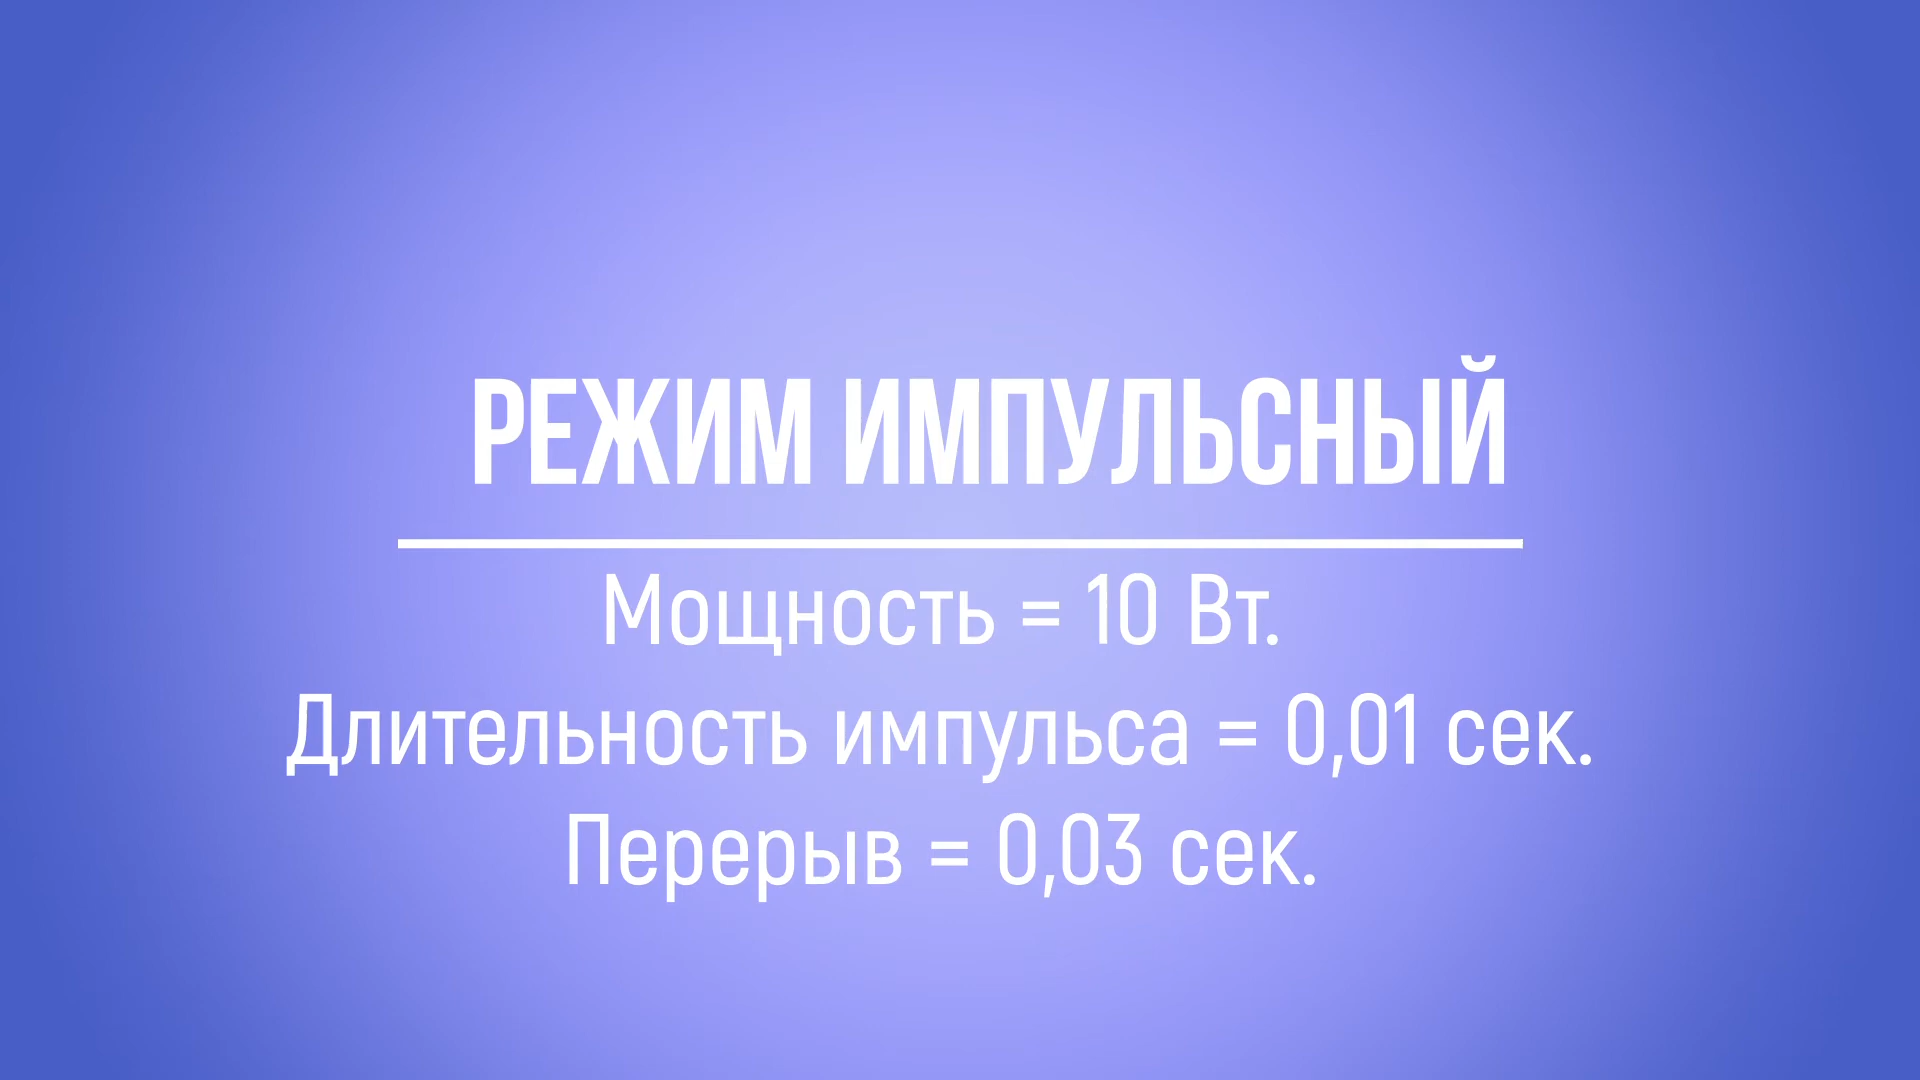 РЕЖИМ ИМПУЛЬСНЫЙ
Мощность = 10 Вт.
Длительность импульса = 0,01 сек.
Перерыв = 0,03 сек.